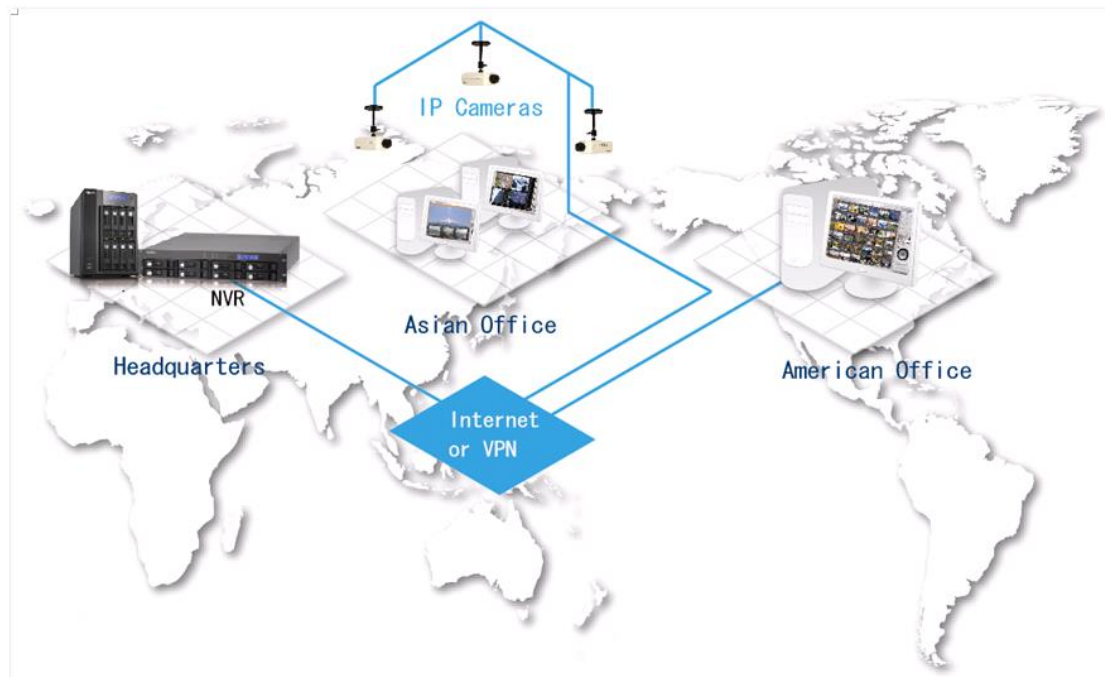 IP Cameras
NVR
Asian Office
Headquarters
American Office
Internet
or VPN